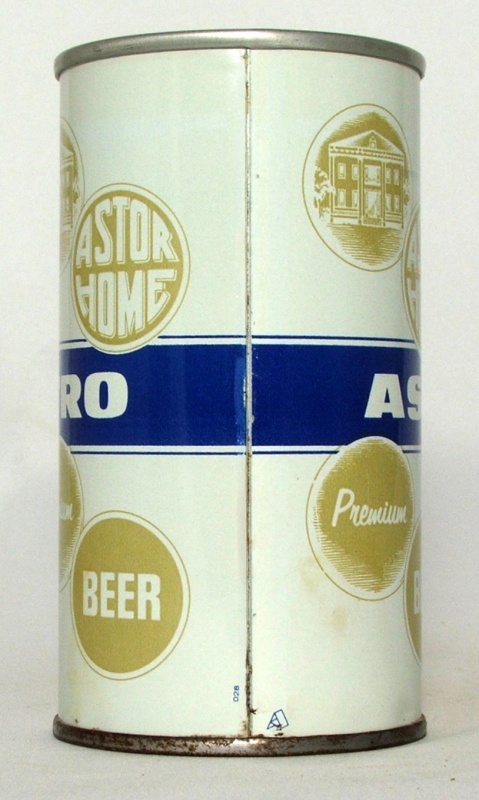 ASTOR
HOME
RO
AS
Premium
BEER
B
028